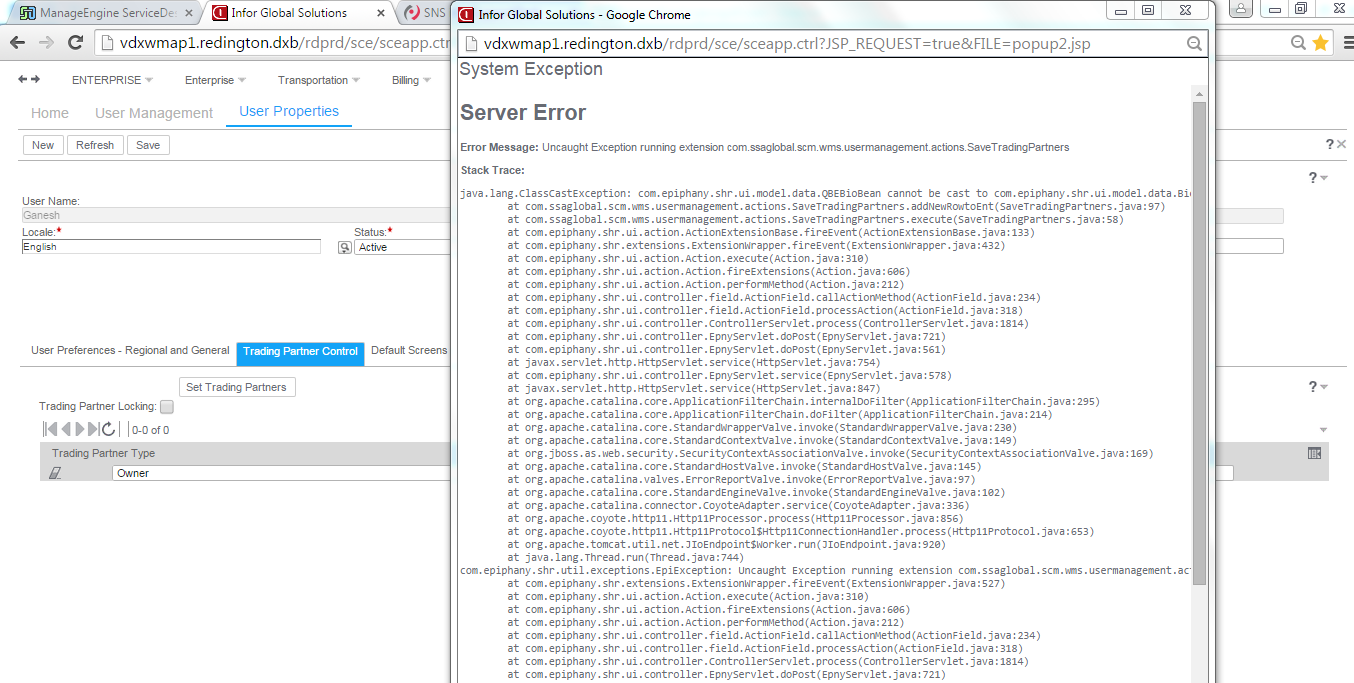 ManageEngine ServiceDes
Infor Global Solutions
SNS
vdxwmap1.redington.dxb/rdprd/sce/sceapp.ctr
ENTERPRISE
Enterprise
Transportation
Billing
Home
User Management
User Properties
New
Refresh
Save
?
?
User Name:
Ganesh
Locale:*
Status:*
English
Active
User Preferences - Regional and General
Trading Partner Control
Default Screens
Set Trading Partners
?
Trading Partner Locking:
0-0 of 0
Trading Partner Type
Owner
Infor Global Solutions - Google Chrome
vdxwmap1.redington.dxb/rdprd/sce/sceapp.ctrl?JSP_REQUEST=true&FILE=popup2.jsp
System Exception
Server Error
Error Message: Uncaught Exception running extension com.ssaglobal.scm.wms.usermanagement.actions.SaveTradingPartners
Stack Trace:
java.lang.ClassCastException: com.epiphany.shr.ui.model.data.QBEBioBean cannot be cast to com.epiphany.shr.ui.model.data.Bio
at com.ssaglobal.scm.wms.usermanagement.actions.SaveTradingPartners.addNewRowtoEnt(SaveTradingPartners.java:97)
at com.ssaglobal.scm.wms.usermanagement.actions.SaveTradingPartners.execute(SaveTradingPartners.java:58)
at com.epiphany.shr.ui.action.ActionExtensionBase.fireEvent(ActionExtensionBase.java:133)
at com.epiphany.shr.extensions.ExtensionWrapper.fireEvent(ExtensionWrapper.java:432)
at com.epiphany.shr.ui.action.Action.execute(Action.java:310)
at com.epiphany.shr.ui.action.Action.fireExtensions(Action.java:606)
at com.epiphany.shr.ui.action.Action.performMethod(Action.java:212)
at com.epiphany.shr.ui.controller.field.ActionField.callActionMethod(ActionField.java:234)
at com.epiphany.shr.ui.controller.field.ActionField.processAction(ActionField.java:318)
at com.epiphany.shr.ui.controller.ControllerServlet.process(ControllerServlet.java:1814)
at com.epiphany.shr.ui.controller.EpnyServlet.doPost(EpnyServlet.java:721)
at com.epiphany.shr.ui.controller.EpnyServlet.doPost(EpnyServlet.java:561)
at javax.servlet.http.HttpServlet.service(HttpServlet.java:754)
at com.epiphany.shr.ui.controller.EpnyServlet.service(EpnyServlet.java:578)
at javax.servlet.http.HttpServlet.service(HttpServlet.java:847)
at org.apache.catalina.core.ApplicationFilterChain.internalDoFilter(ApplicationFilterChain.java:295)
at org.apache.catalina.core.ApplicationFilterChain.doFilter(ApplicationFilterChain.java:214)
at org.apache.catalina.core.StandardWrapperValve.invoke(StandardWrapperValve.java:230)
at org.apache.catalina.core.StandardContextValve.invoke(StandardContextValve.java:149)
at org.jboss.as.web.security.SecurityContextAssociationValve.invoke(SecurityContextAssociationValve.java:169)
at org.apache.catalina.core.StandardHostValve.invoke(StandardHostValve.java:145)
at org.apache.catalina.valves.ErrorReportValve.invoke(ErrorReportValve.java:97)
at org.apache.catalina.core.StandardEngineValve.invoke(StandardEngineValve.java:102)
at org.apache.catalina.connector.CoyoteAdapter.service(CoyoteAdapter.java:336)
at org.apache.coyote.http11.Http11Processor.process(Http11Processor.java:856)
at org.apache.coyote.http11.Http11Protocol$Http11ConnectionHandler.process(Http11Protocol.java:653)
at org.apache.tomcat.util.net.JIoEndpoint$Worker.run(JIoEndpoint.java:920)
at java.lang.Thread.run(Thread.java:744)
com.epiphany.shr.util.exceptions.EpiException: Uncaught Exception running extension com.ssaglobal.scm.wms.usermanagement.act
at com.epiphany.shr.extensions.ExtensionWrapper.fireEvent(ExtensionWrapper.java:527)
at com.epiphany.shr.ui.action.Action.execute(Action.java:310)
at com.epiphany.shr.ui.action.Action.fireExtensions(Action.java:606)
at com.epiphany.shr.ui.action.Action.performMethod(Action.java:212)
at com.epiphany.shr.ui.controller.field.ActionField.callActionMethod(ActionField.java:234)
at com.epiphany.shr.ui.controller.field.ActionField.processAction(ActionField.java:318)
at com.epiphany.shr.ui.controller.ControllerServlet.process(ControllerServlet.java:1814)
at com.epiphany.shr.ui.controller.EpnyServlet.doPost(EpnyServlet.java:721)